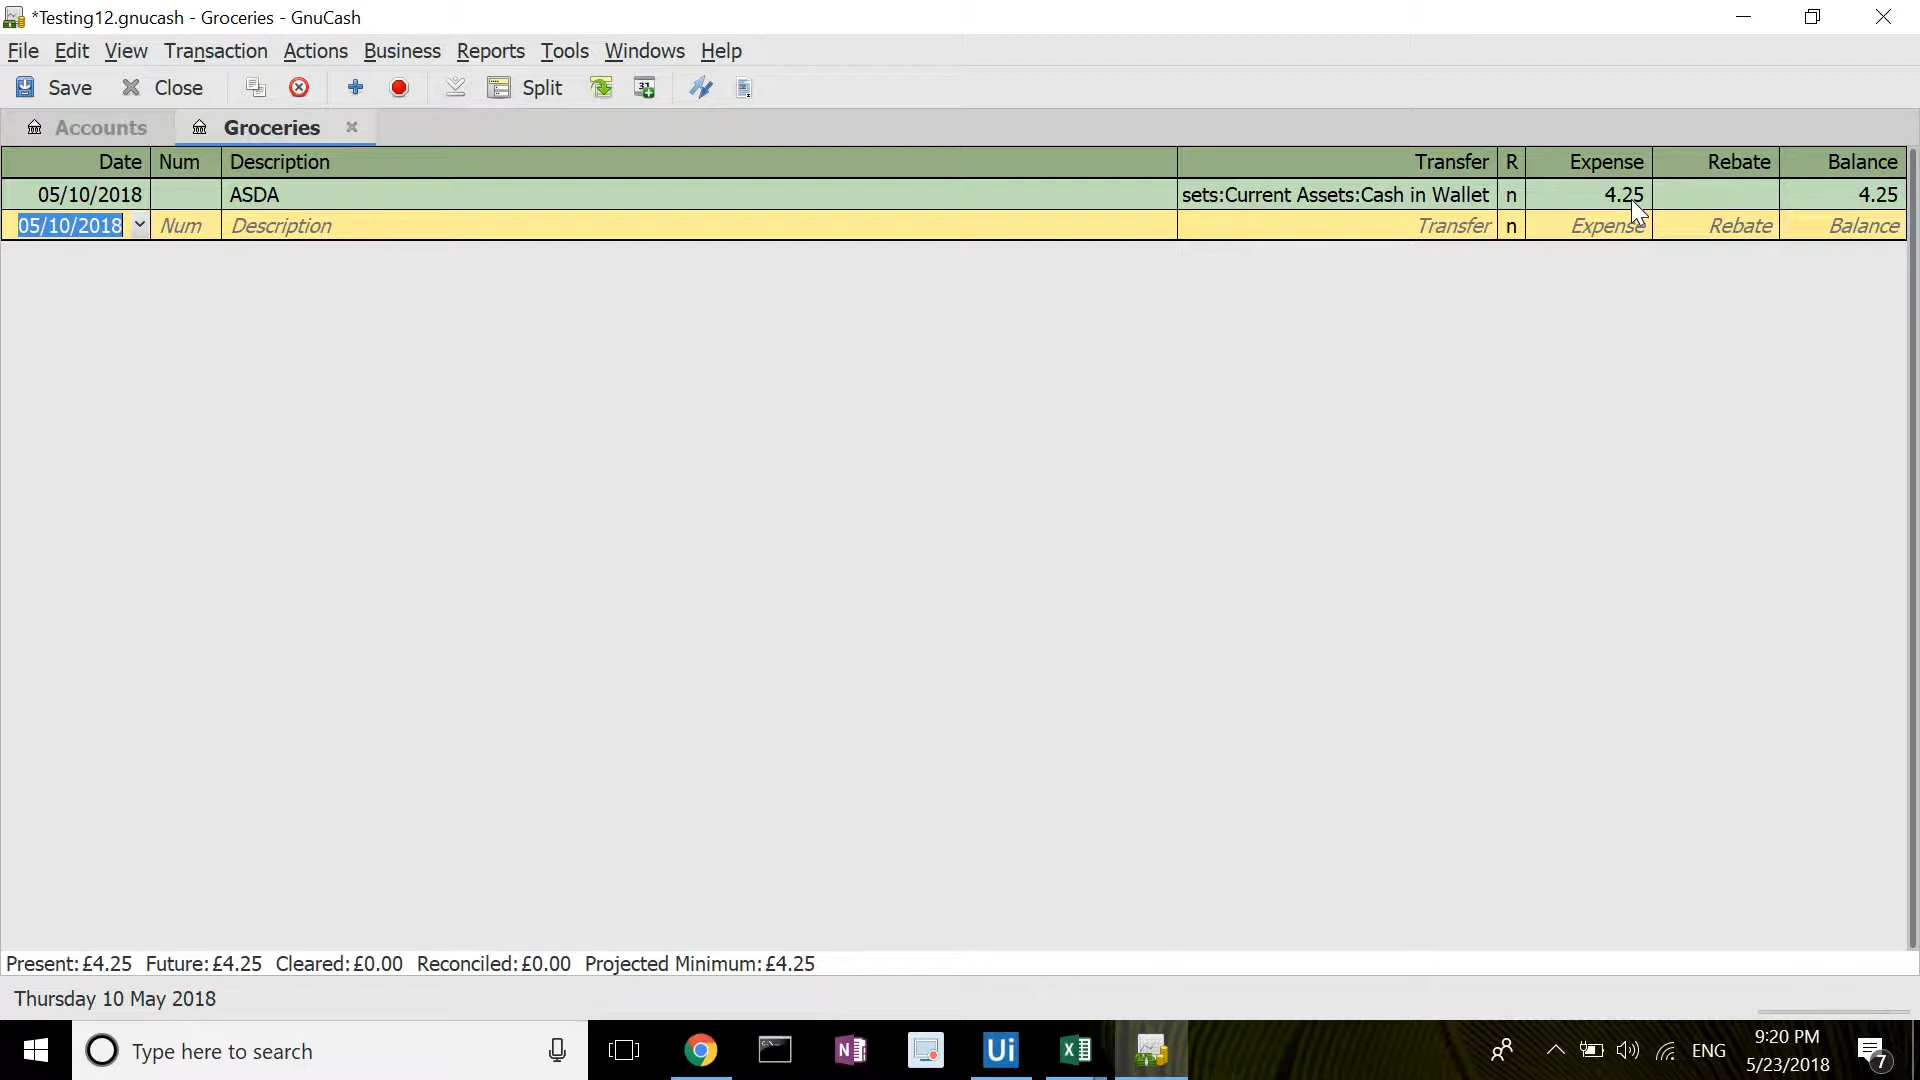 *Testing12.gnucash - Groceries - GnuCash
File Edit View Transaction Actions Business Reports Tools Windows Help
Save Close Split
Accounts Groceries
Date Num Description Transfer R Expense Rebate Balance
05/10/2018 ASDA sets:Current Assets:Cash in Wallet n 4.25 4.25
05/10/2018 Num Description Transfer n Expense Rebate Balance
Present:£4.25 Future:£4.25 Cleared:£0.00 Reconciled:£0.00 Projected Minimum:£4.25
Thursday 10 May 2018
Type here to search
N
Ui
X
ENG
9:20 PM
5/23/2018
7